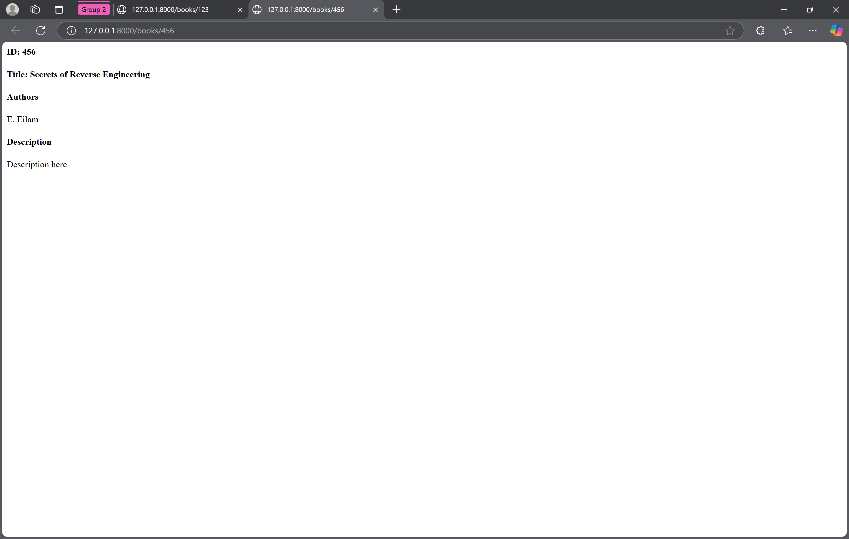 Group 2
127.0.0.1:8000/books/123
127.0.0.1:8000/books/456
127.0.0.1:8000/books/456
ID: 456
Title: Secrets of Reverse Engineering
Authors
E. Eilam
Description
Description here